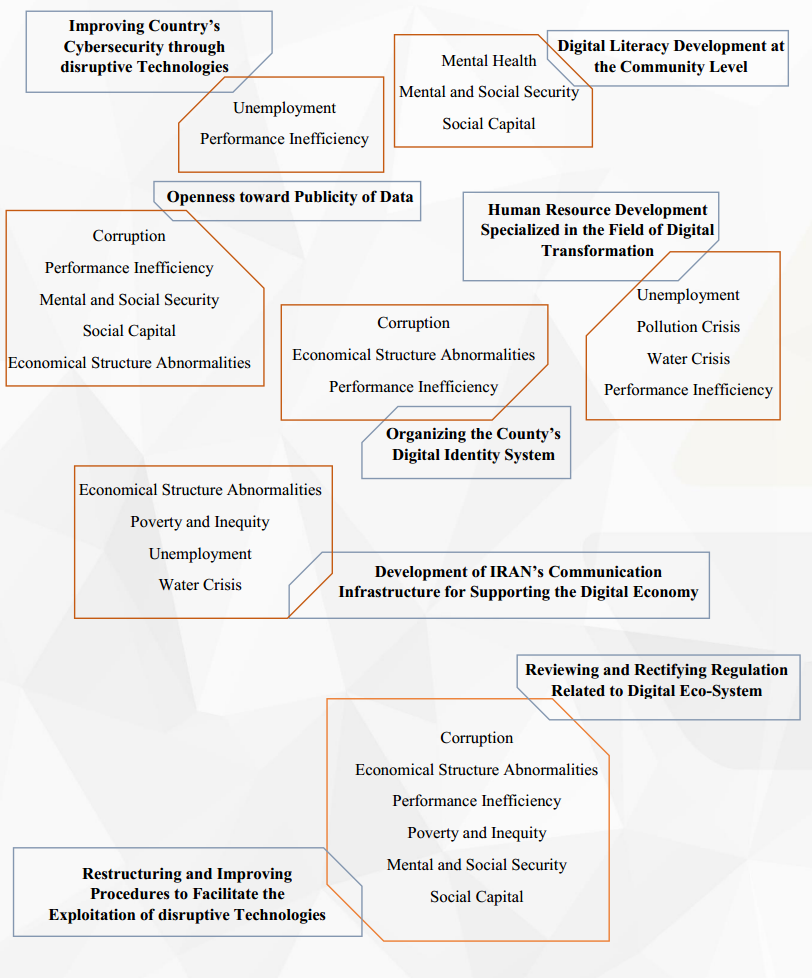 Improving Country's
Cybersecurity through
disruptive Technologies
Unemployment
Performance Inefficiency
Digital Literacy Development at
the Community Level
Mental Health
Mental and Social Security
Social Capital
Openness toward Publicity of Data
Corruption
Performance Inefficiency
Mental and Social Security
Social Capital
Economical Structure Abnormalities
Human Resource Development
Specialized in the Field of Digital
Transformation
Unemployment
Pollution Crisis
Water Crisis
Performance Inefficiency
Corruption
Economical Structure Abnormalities
Performance Inefficiency
Organizing the County's
Digital Identity System
Economical Structure Abnormalities
Poverty and Inequity
Unemployment
Water Crisis
Development of IRAN's Communication
Infrastructure for Supporting the Digital Economy
Reviewing and Rectifying Regulation
Related to Digital Eco-System
Corruption
Economical Structure Abnormalities
Performance Inefficiency
Poverty and Inequity
Mental and Social Security
Social Capital
Restructuring and Improving
Procedures to Facilitate the
Exploitation of disruptive Technologies